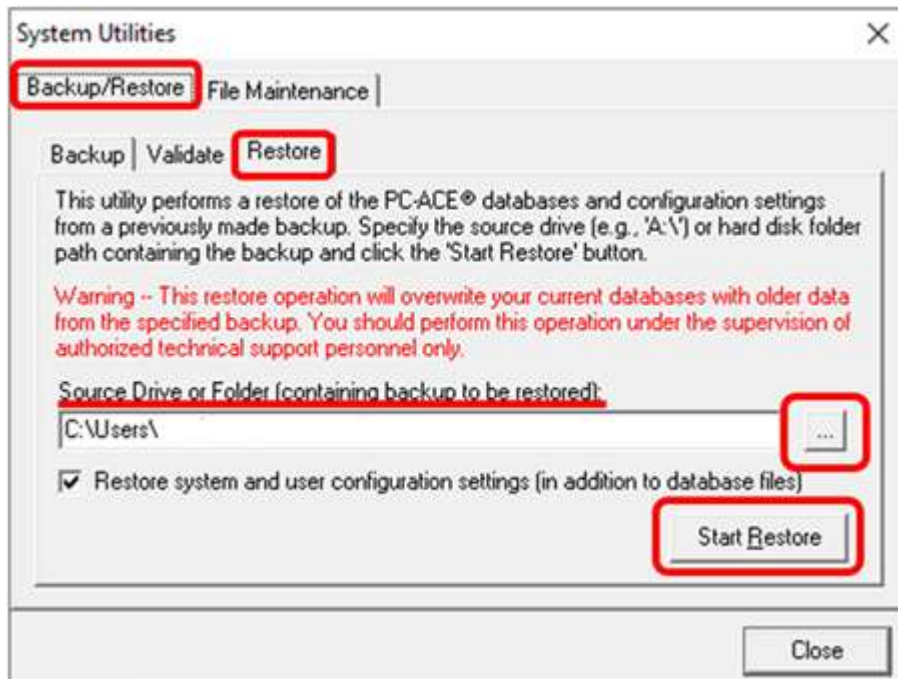 System Utilities
Backup/Restore File Maintenance
Backup Validate Restore
This utility performs a restore of the PC-ACE® databases and configuration settings
from a previously made backup. Specify the source drive (e.g., 'A:\') or hard disk folder
path containing the backup and click the 'Start Restore' button.
Warning -- This restore operation will overwrite your current databases with older data
from the specified backup. You should perform this operation under the supervision of
authorized technical support personnel only.
Source Drive or Folder (containing backup to be restored):
C:\Users\
...
Restore system and user configuration settings (in addition to database files)
Start Restore
Close